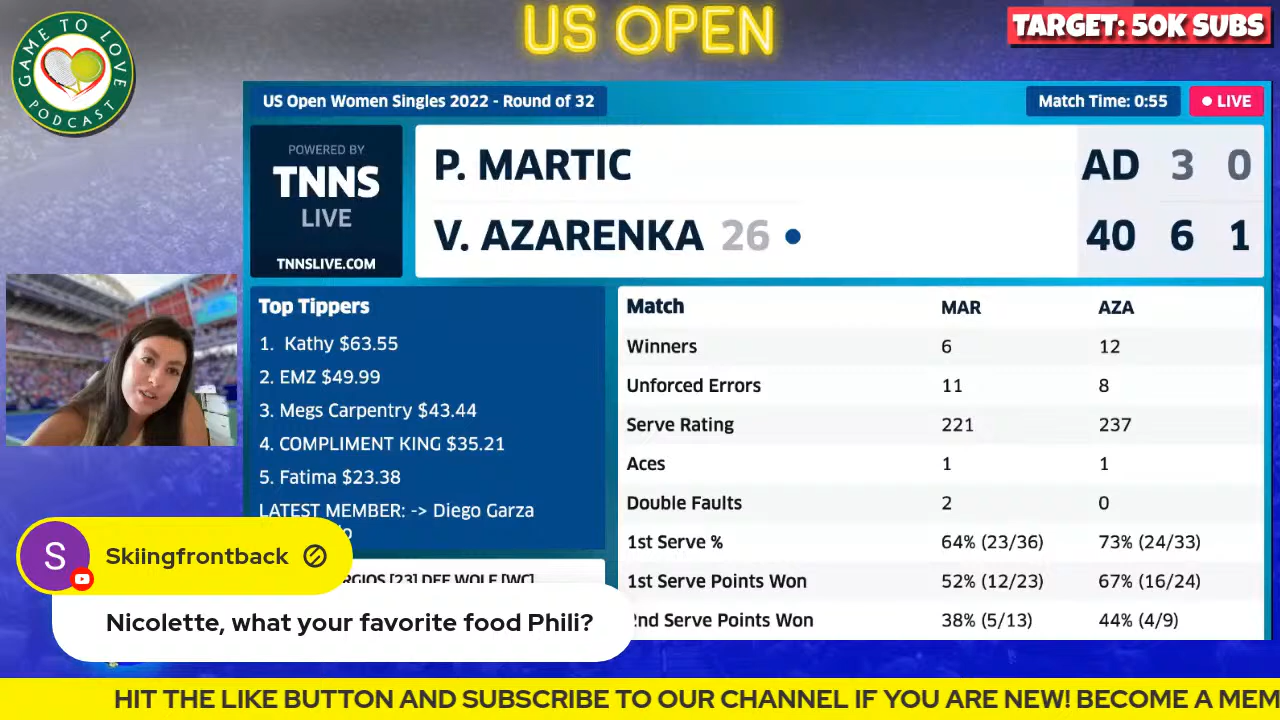 GAME TO LOVE
PODCAST
US OPEN
TARGET: 50K SUBS
US Open Women Singles 2022 - Round of 32
Match Time: 0:55
LIVE
POWERED BY
TNNS
LIVE
TNNSLIVE.COM
P. MARTIC AD 3 0
V. AZARENKA 26 40 6 1
Top Tippers
1. Kathy $63.55
2. EMZ $49.99
3. Megs Carpentry $43.44
4. COMPLIMENT KING $35.21
5. Fatima $23.38
LATEST MEMBER: -> Diego Garza
Match MAR AZA
Winners 6 12
Unforced Errors 11 8
Serve Rating 221 237
Aces 1 1
Double Faults 2 0
1st Serve % 64% (23/36) 73% (24/33)
1st Serve Points Won 52% (12/23) 67% (16/24)
2nd Serve Points Won 38% (5/13) 44% (4/9)
[23] DEF WOLF [WC]
S
Skiingfrontback
Nicolette, what your favorite food Phili?
HIT THE LIKE BUTTON AND SUBSCRIBE TO OUR CHANNEL IF YOU ARE NEW! BECOME A MEM